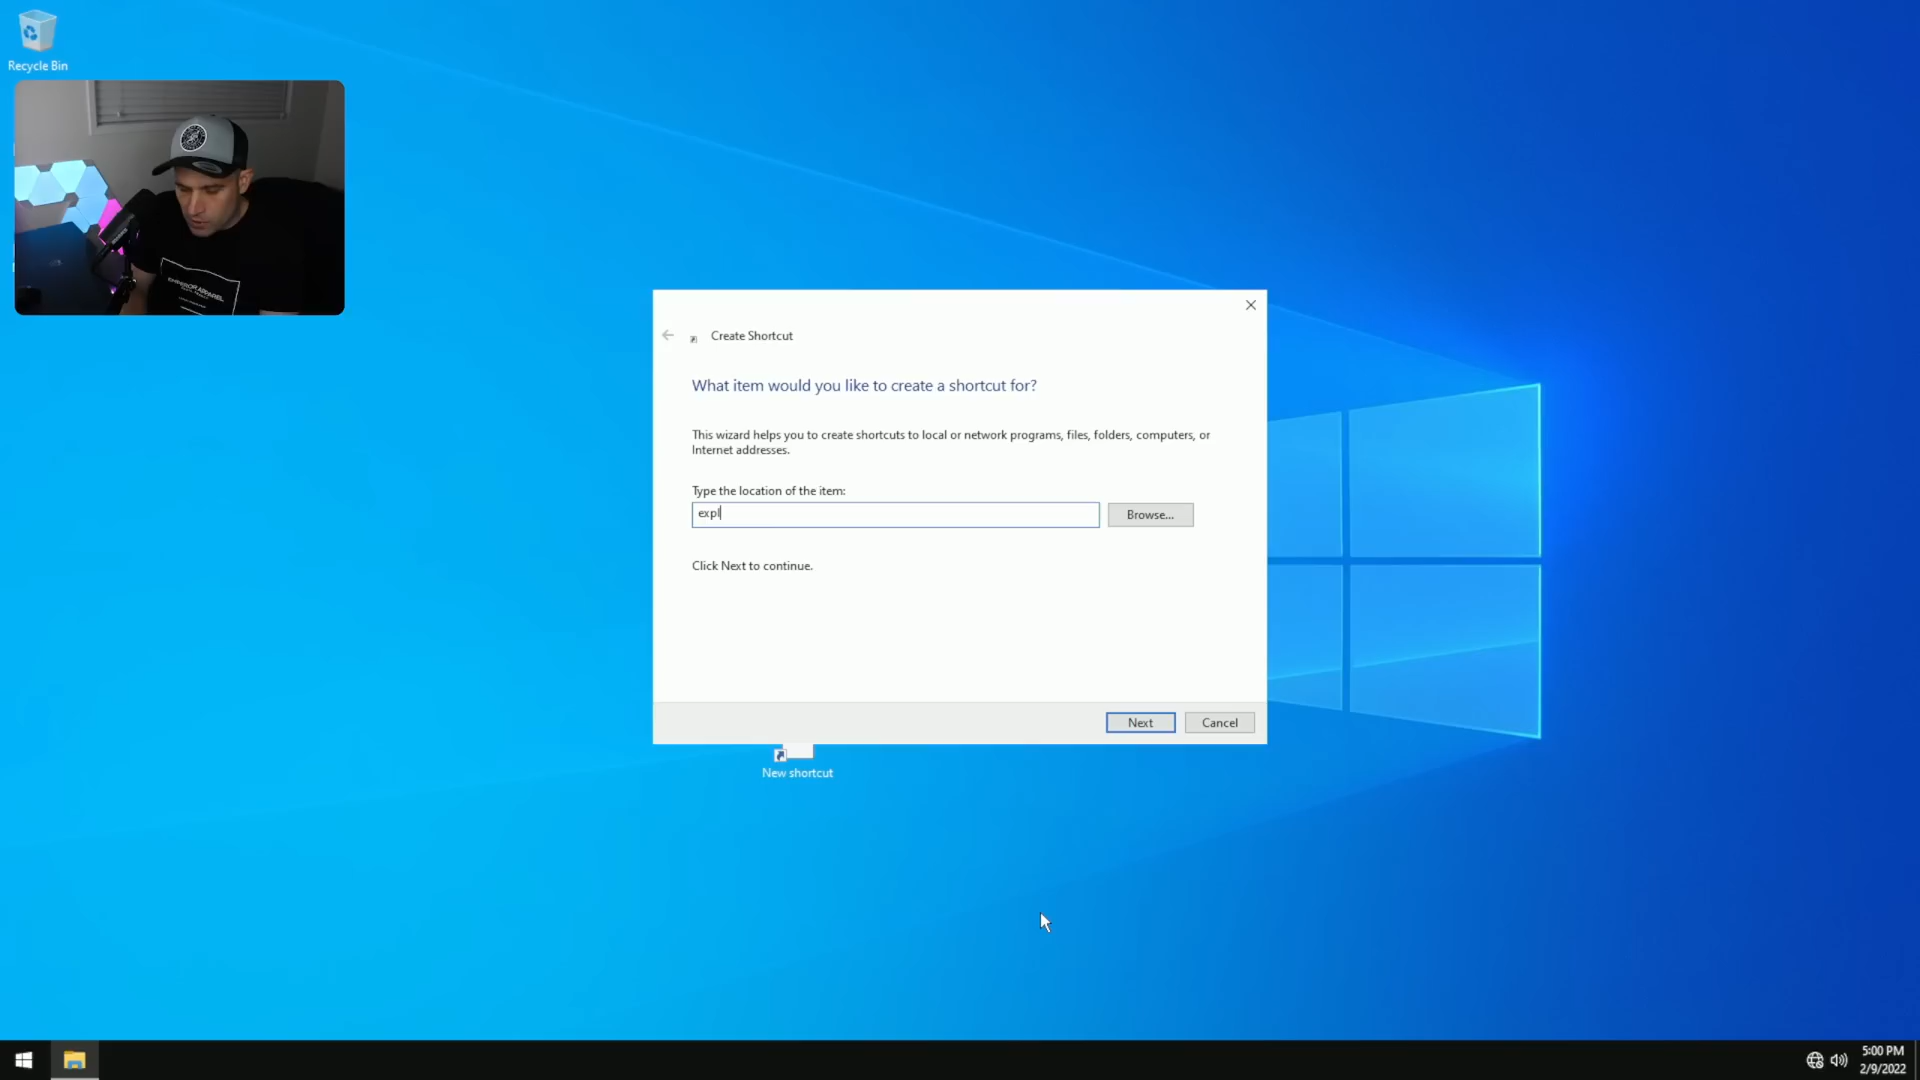 Recycle Bin
EMPEROR APPAREL
Create Shortcut
What item would you like to create a shortcut for?
This wizard helps you to create shortcuts to local or network programs, files, folders, computers, or
Internet addresses.
Type the location of the item:
expl
Browse...
Click Next to continue.
Next
Cancel
New shortcut
5:00 PM
2/9/2022